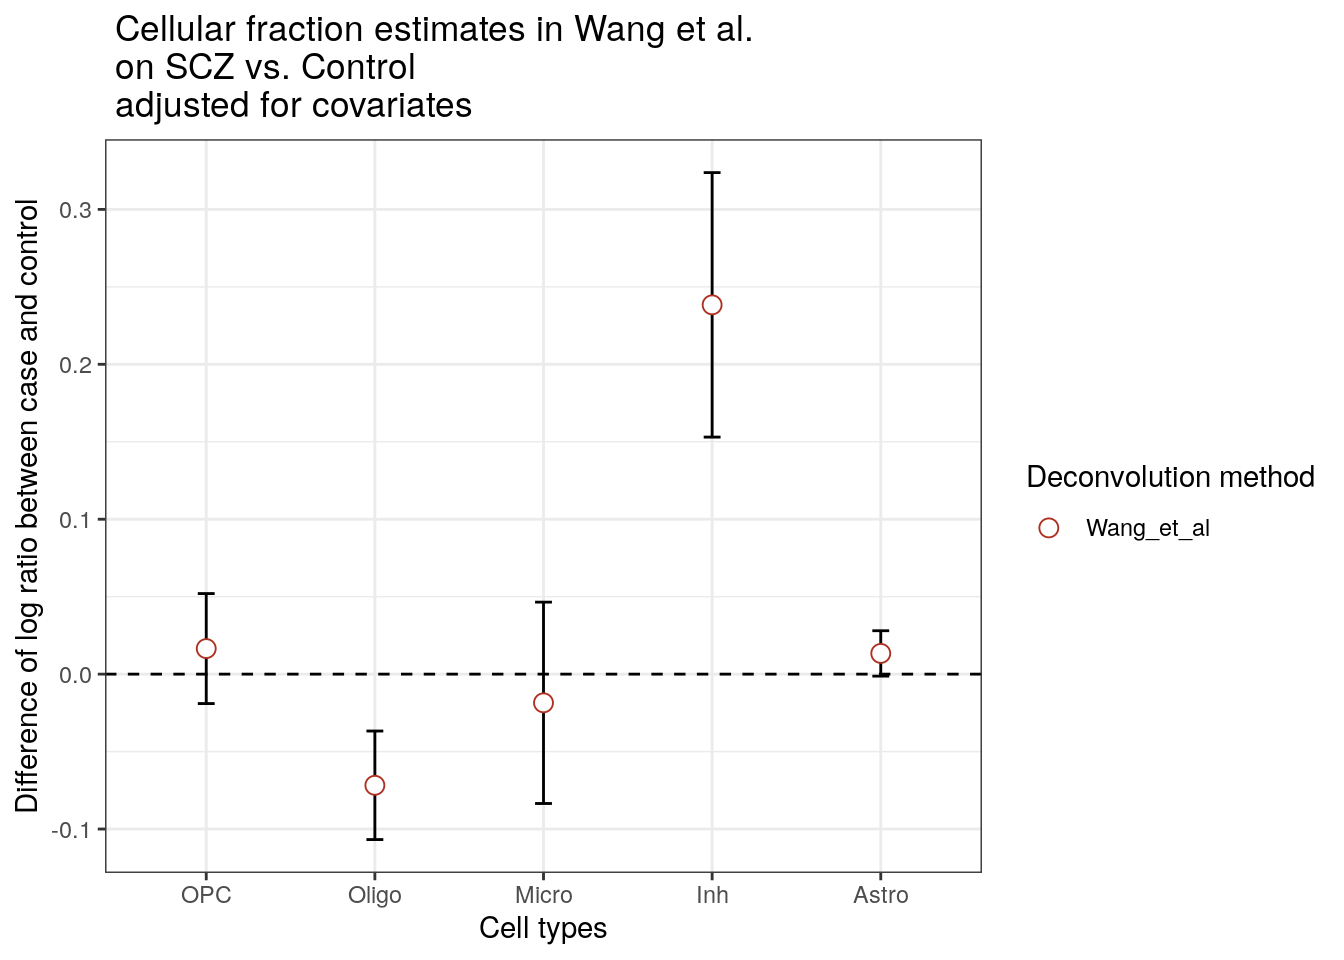 Cellular fraction estimates in Wang et al.
on SCZ vs. Control
adjusted for covariates
Difference of log ratio between case and control
0.3
0.2
0.1
0.0
-0.1
OPC Oligo Micro Inh Astro
Cell types
Deconvolution method
Wang_et_al